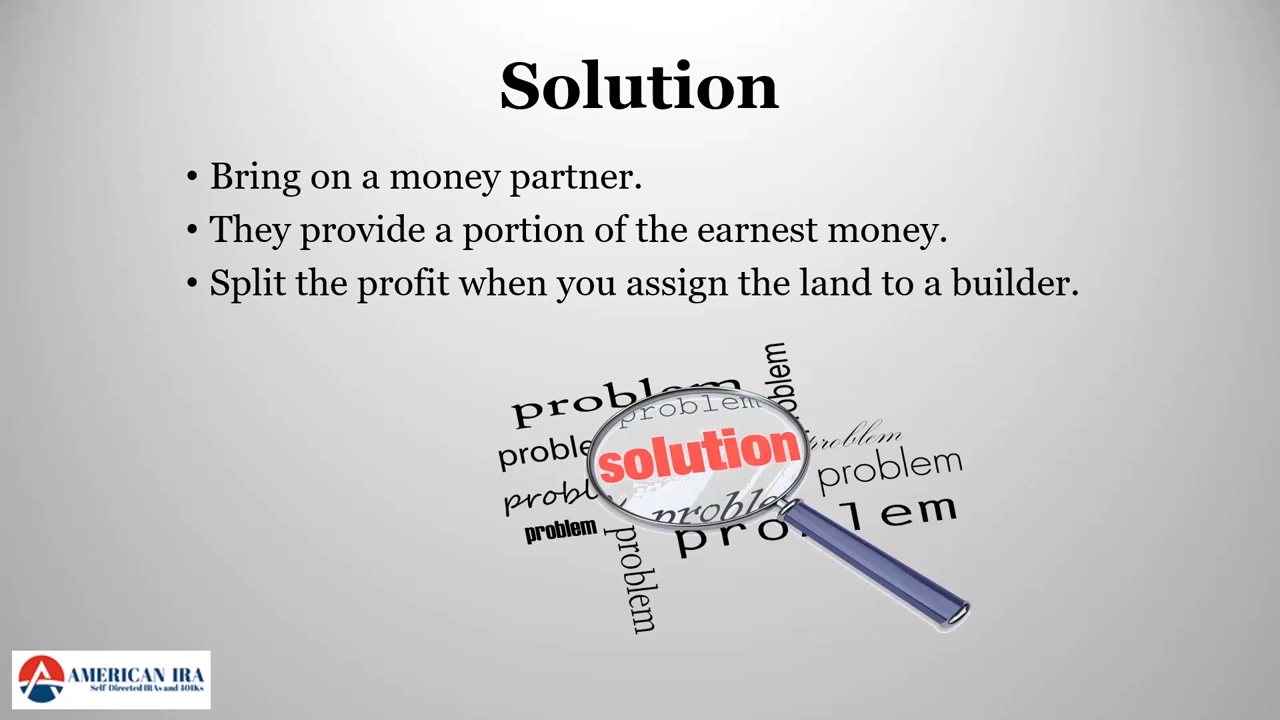 Solution
• Bring on a money partner.
• They provide a portion of the earnest money.
• Split the profit when you assign the land to a builder.
problem
problem
problem
solution
problem
problem
problem
problem
problem
AMERICAN IRA
Self-Directed IRAs and 401Ks